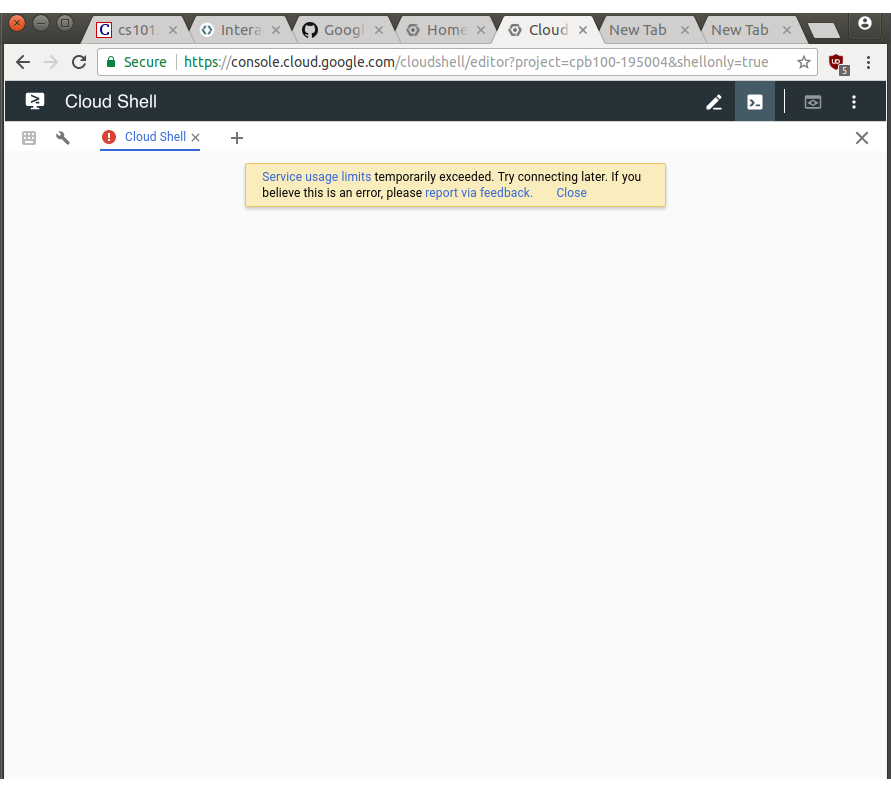 cs101. Intera Googl Home Cloud New Tab New Tab
Secure https://console.cloud.google.com/cloudshell/editor?project=cpb100-195004&shellonly=true 5
Cloud Shell
Cloud Shell
Service usage limits temporarily exceeded. Try connecting later. If you
believe this is an error, please report via feedback. Close